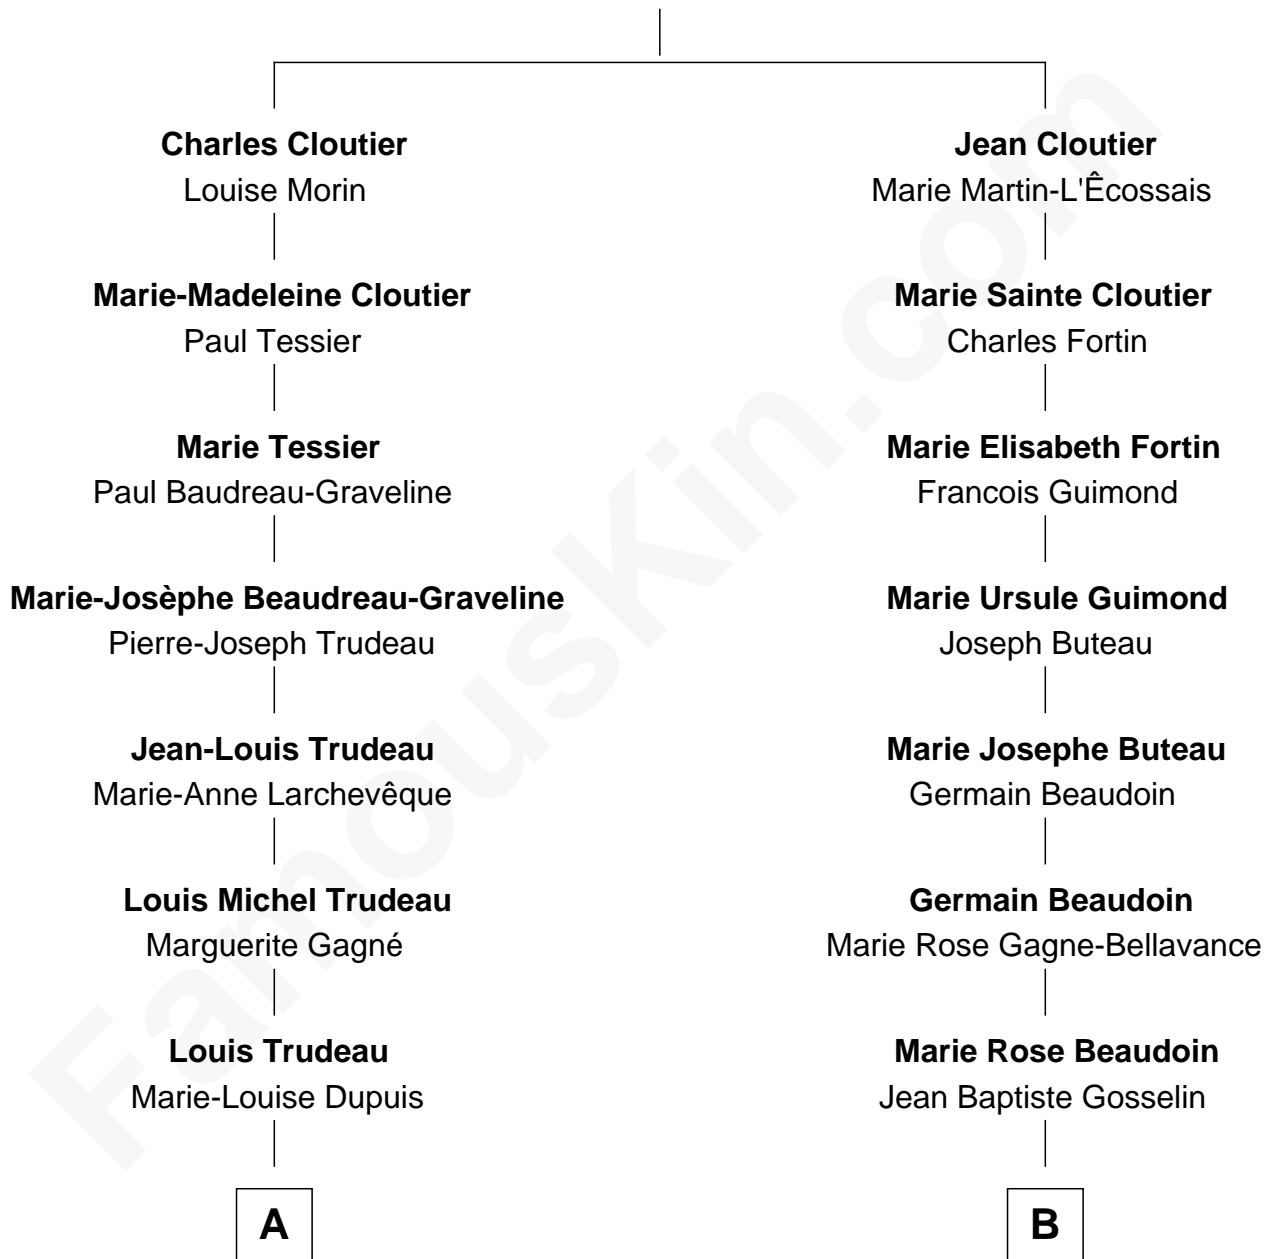 Charles Cloutier
Louise Morin
Jean Cloutier
Marie Martin-L'Êcossais
Marie-Madeleine Cloutier
Paul Tessier
Marie Sainte Cloutier
Charles Fortin
Marie Tessier
Paul Baudreau-Graveline
Marie Elisabeth Fortin
Francois Guimond
Marie-Josèphe Beaudreau-Graveline
Pierre-Joseph Trudeau
Marie Ursule Guimond
Joseph Buteau
Jean-Louis Trudeau
Marie-Anne Larchevêque
Marie Josephe Buteau
Germain Beaudoin
Louis Michel Trudeau
Marguerite Gagné
Germain Beaudoin
Marie Rose Gagne-Bellavance
Louis Trudeau
Marie-Louise Dupuis
Marie Rose Beaudoin
Jean Baptiste Gosselin
A
B
FamousKin.com